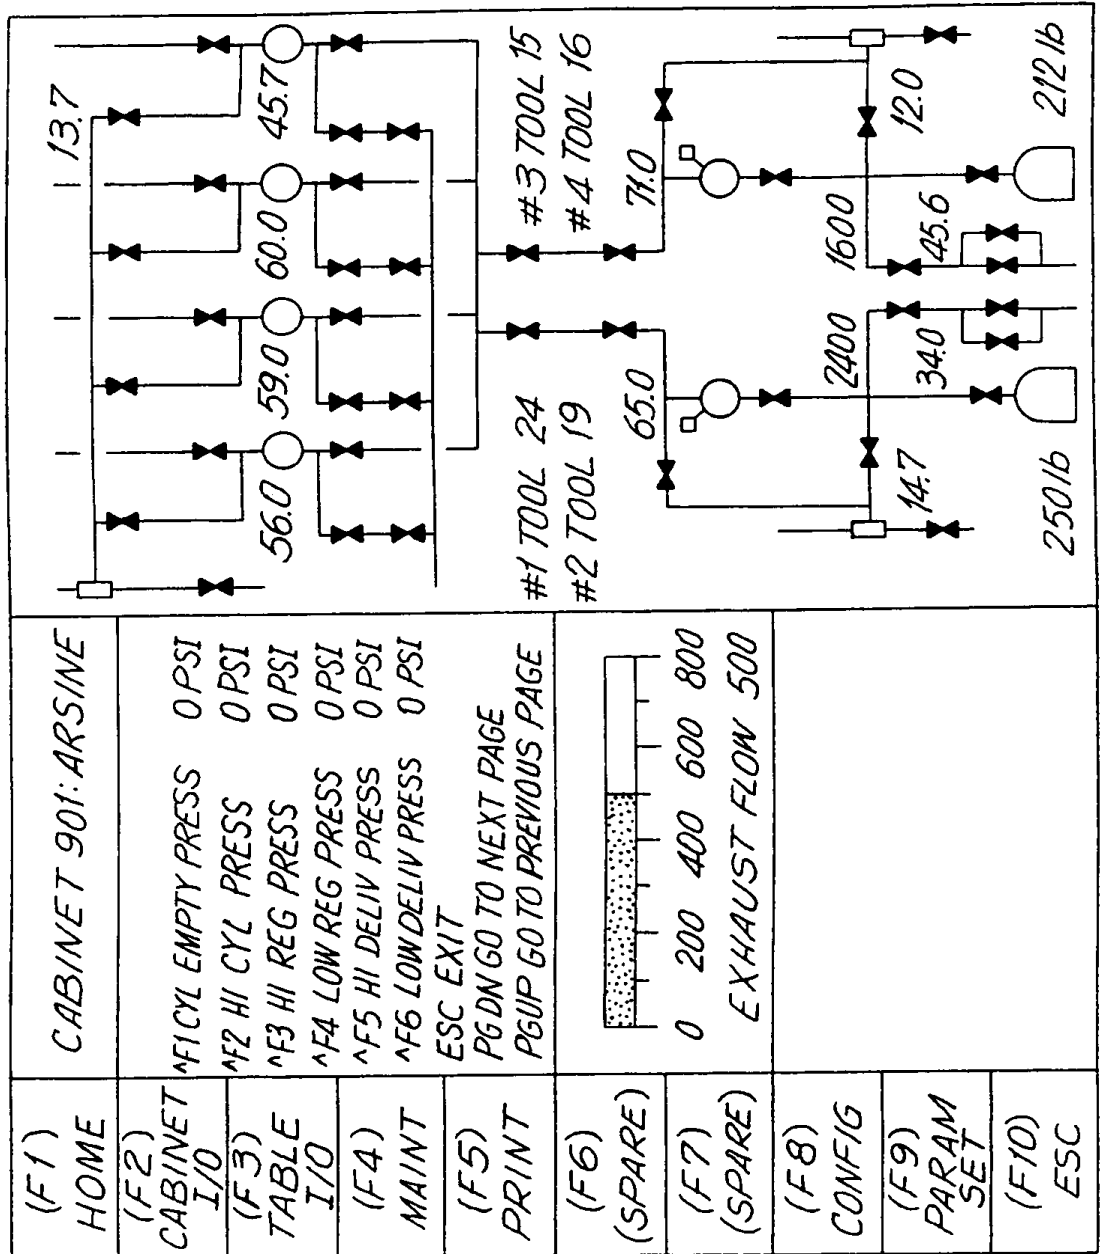 (F1)
HOME
(F2)
CABINET
I/O
(F3)
TABLE
I/O
(F4)
MAINT
(F5)
PRINT
(F6)
(SPARE)
(F7)
(SPARE)
(F8)
CONFIG
(F9)
PARAM
SET
(F10)
ESC
CABINET 901: ARSINE
^F1 CYL EMPTY PRESS 0 PSI
^F2 HI CYL PRESS 0 PSI
^F3 HI REG PRESS 0 PSI
^F4 LOW REG PRESS 0 PSI
^F5 HI DELIV PRESS 0 PSI
^F6 LOW DELIV PRESS 0 PSI
ESC EXIT
PGDN GO TO NEXT PAGE
PGUP GO TO PREVIOUS PAGE
0 200 400 600 800
EXHAUST FLOW 500
13.7
56.0 59.0 60.0 45.7
#1 TOOL 24 #3 TOOL 15
#2 TOOL 19 #4 TOOL 16
65.0 71.0
2400 1600
14.7 34.0 45.6 12.0
250 lb 212 lb